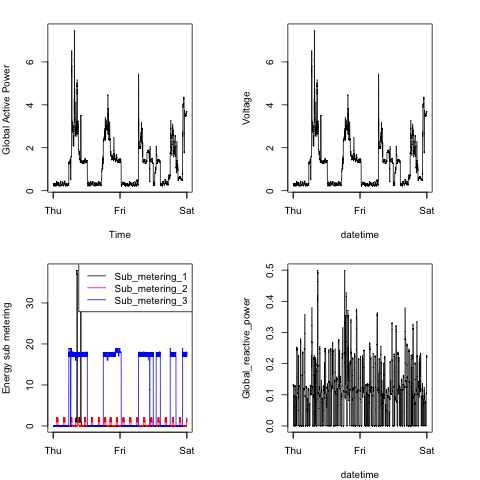 Global Active Power
0 2 4 6
Thu Fri Sat
Time
Voltage
0 2 4 6
Thu Fri Sat
datetime
Energy sub metering
0 10 20 30
Sub_metering_1
Sub_metering_2
Sub_metering_3
Thu Fri Sat
Global_reactive_power
0.0 0.1 0.2 0.3 0.4 0.5
Thu Fri Sat
datetime